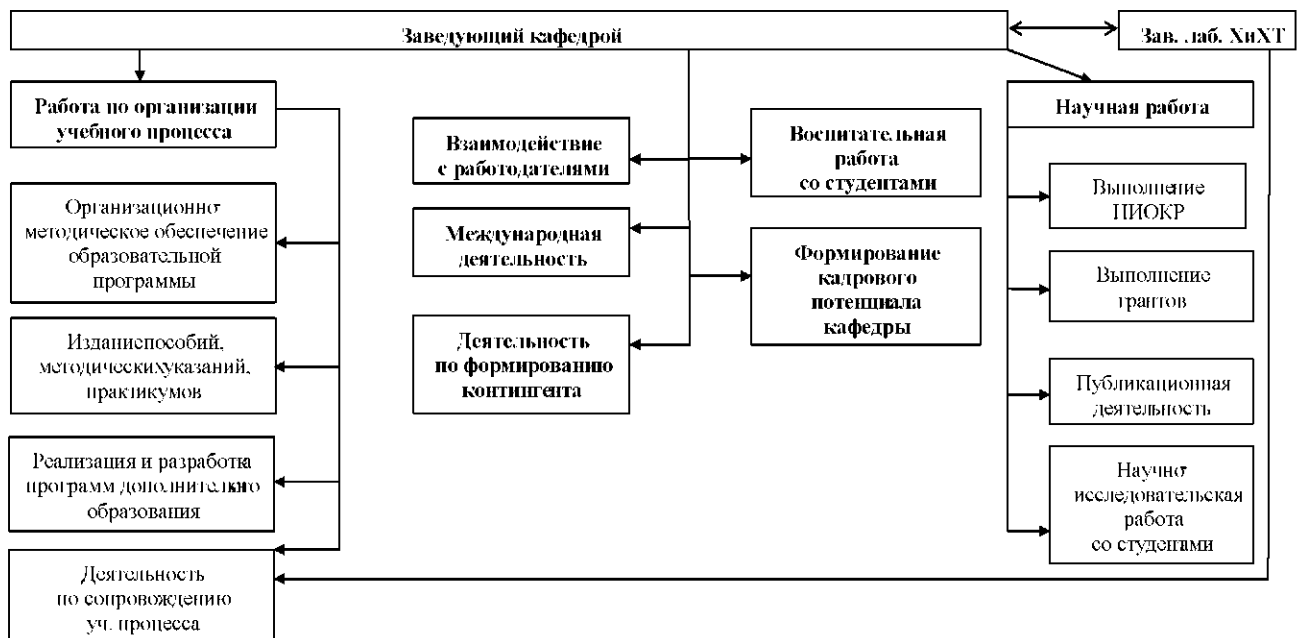 Заведующий кафедрой
Зав. лаб. ХиХТ
Работа по организации
учебного процесса
Организационно
методическое обеспечение
образовательной
программы
Изданиепособий,
методическихуказаний,
практикумов
Реализация и разработка
программ дополнительного
образования
Деятельность
по сопровождению
уч. процесса
Взаимодействие
с работодателями
Международная
деятельность
Деятельность
по формированию
контингента
Воспитательная
работа
со студентами
Формирование
кадрового
потенциала
кафедры
Научная работа
Выполнение
НИОКР
Выполнение
грантов
Публикационная
деятельность
Научно
исследовательская
работа
со студентами